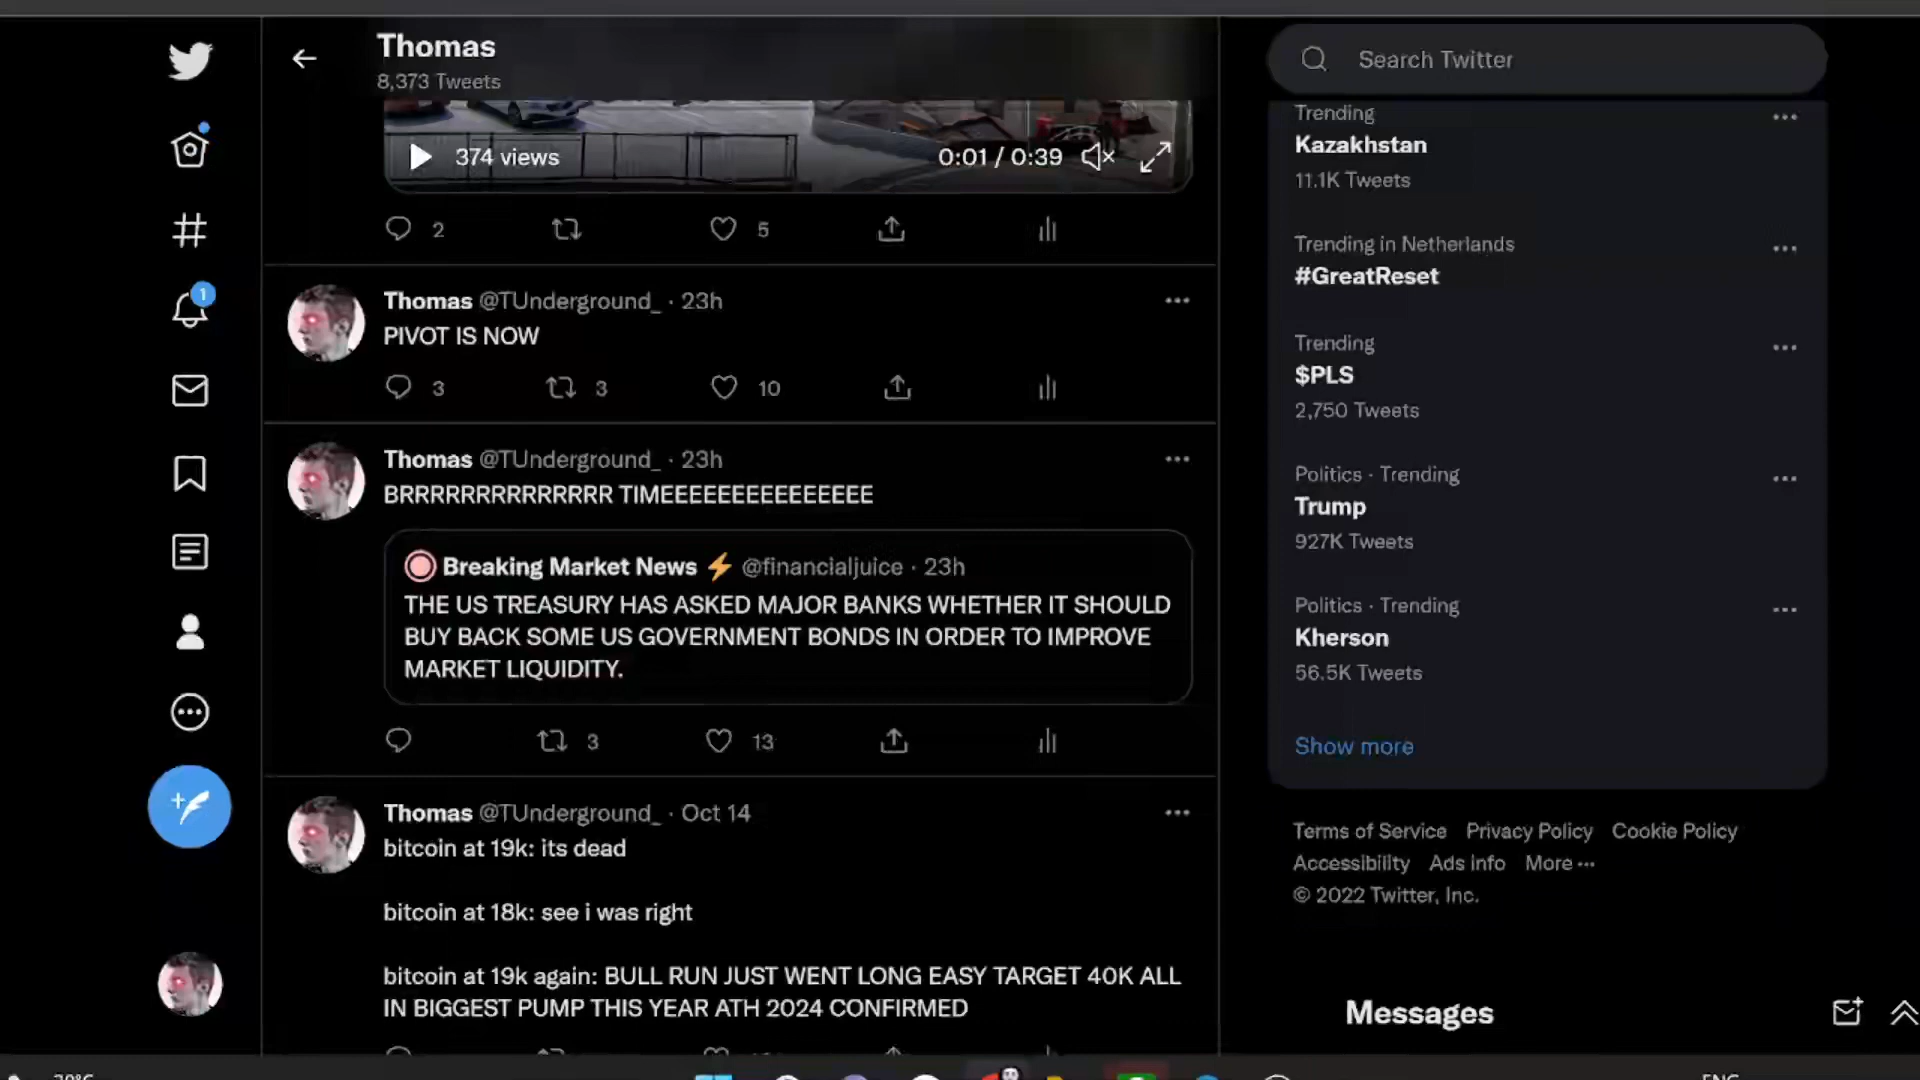 Thomas
8,373 Tweets
Search Twitter
374 views
0:01 / 0:39
2
5
Thomas @TUnderground_ · 23h
PIVOT IS NOW
3
3
10
Thomas @TUnderground_ · 23h
BRRRRRRRRRRRRRRR TIMEEEEEEEEEEEEEEE
Breaking Market News ⚡ @financialjuice · 23h
THE US TREASURY HAS ASKED MAJOR BANKS WHETHER IT SHOULD
BUY BACK SOME US GOVERNMENT BONDS IN ORDER TO IMPROVE
MARKET LIQUIDITY.
3
13
Thomas @TUnderground_ · Oct 14
bitcoin at 19k: its dead
bitcoin at 18k: see i was right
bitcoin at 19k again: BULL RUN JUST WENT LONG EASY TARGET 40K ALL
IN BIGGEST PUMP THIS YEAR ATH 2024 CONFIRMED
1
Trending
Kazakhstan
11.1K Tweets
Trending in Netherlands
#GreatReset
Trending
$PLS
2,750 Tweets
Politics · Trending
Trump
927K Tweets
Politics · Trending
Kherson
56.5K Tweets
Show more
Terms of Service Privacy Policy Cookie Policy
Accessibility Ads info More ···
© 2022 Twitter, Inc.
Messages
ENG